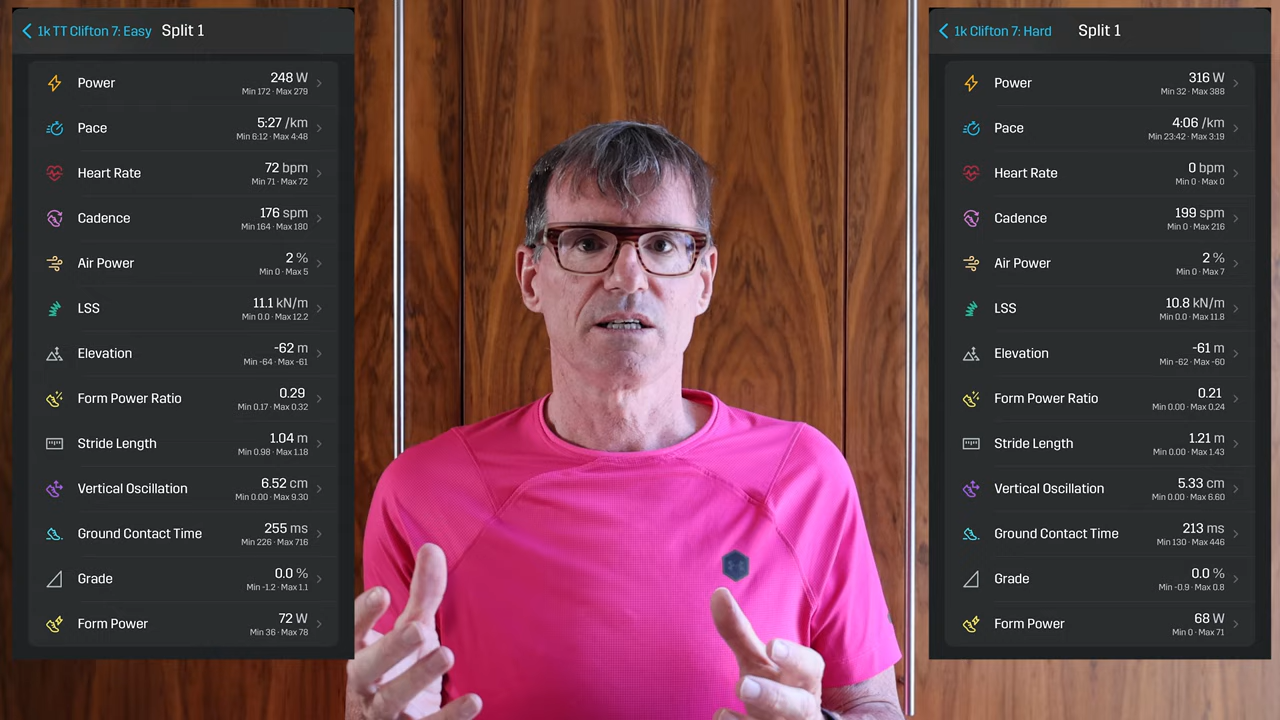 1k TT Clifton 7: Easy Split 1
Power 248 W
Min 172 · Max 279
Pace 5:27 /km
Min 6:12 · Max 4:48
Heart Rate 72 bpm
Min 71 · Max 72
Cadence 176 spm
Min 164 · Max 180
Air Power 2 %
Min 0 · Max 5
LSS 11.1 kN/m
Min 0.0 · Max 12.2
Elevation -62 m
Min -64 · Max -61
Form Power Ratio 0.29
Min 0.17 · Max 0.32
Stride Length 1.04 m
Min 0.98 · Max 1.18
Vertical Oscillation 6.52 cm
Min 0.00 · Max 9.30
Ground Contact Time 255 ms
Min 226 · Max 716
Grade 0.0 %
Min -1.2 · Max 1.1
Form Power 72 W
Min 36 · Max 78
1k Clifton 7: Hard Split 1
Power 316 W
Min 32 · Max 388
Pace 4:06 /km
Min 23:42 · Max 3:19
Heart Rate 0 bpm
Min 0 · Max 0
Cadence 199 spm
Min 0 · Max 216
Air Power 2 %
Min 0 · Max 7
LSS 10.8 kN/m
Min 0.0 · Max 11.8
Elevation -61 m
Min -62 · Max -60
Form Power Ratio 0.21
Min 0.00 · Max 0.24
Stride Length 1.21 m
Min 0.00 · Max 1.43
Vertical Oscillation 5.33 cm
Min 0.00 · Max 6.60
Ground Contact Time 213 ms
Min 130 · Max 446
Grade 0.0 %
Min -0.9 · Max 0.8
Form Power 68 W
Min 0 · Max 71